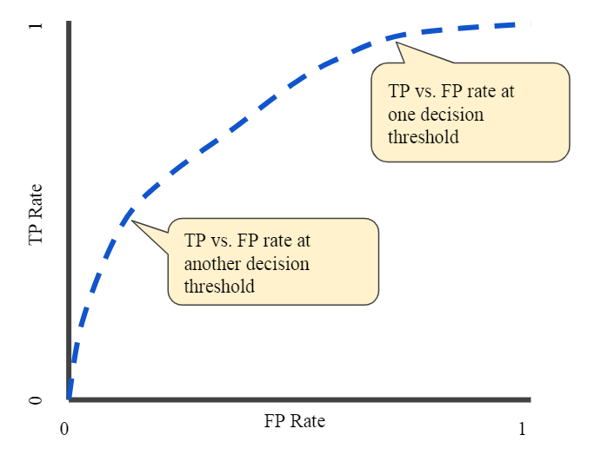 1
TP vs. FP rate at
one decision
threshold
TP Rate
TP vs. FP rate at
another decision
threshold
0
0
FP Rate
1